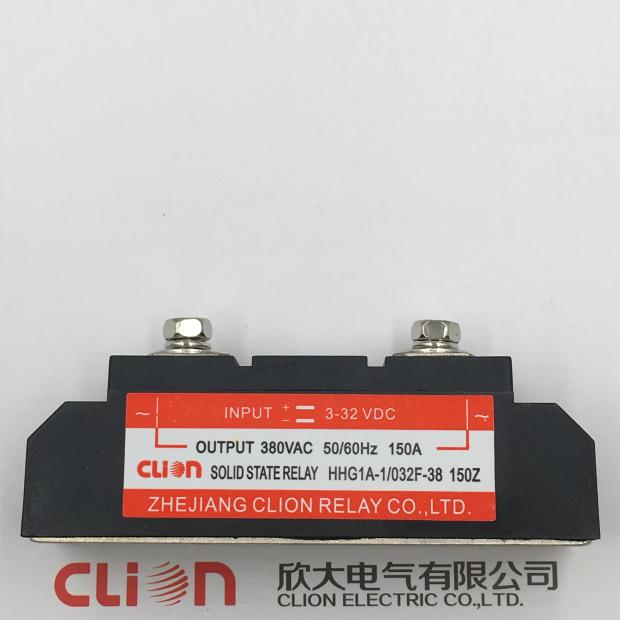 ~ INPUT + - 3-32 VDC ~
OUTPUT 380VAC 50/60Hz 150A
CLION SOLID STATE RELAY HHG1A-1/032F-38 150Z
ZHEJIANG CLION RELAY CO.,LTD.
CLION 欣大电气有限公司
CLION ELECTRIC CO.,LTD.